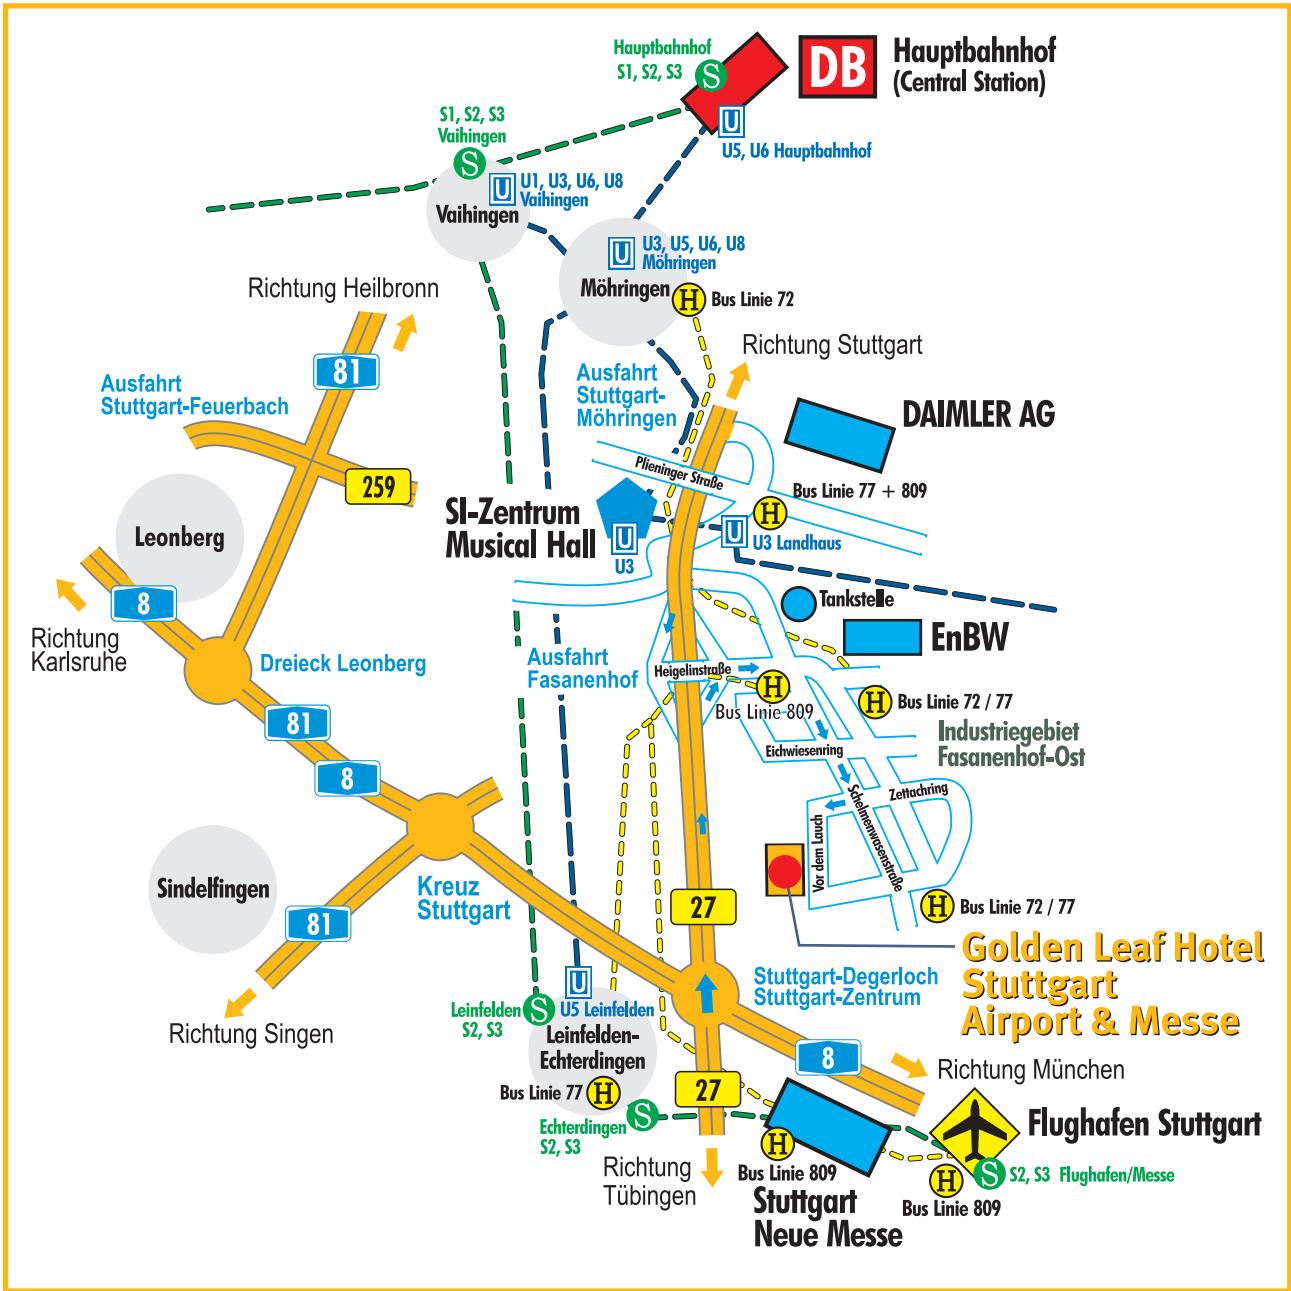 Hauptbahnhof
S1, S2, S3
S
DB
Hauptbahnhof
(Central Station)
U
U5, U6 Hauptbahnhof
S1, S2, S3
Vaihingen
S
U
U1, U3, U6, U8
Vaihingen
Vaihingen
U
U3, U5, U6, U8
Möhringen
Möhringen
H
Bus Linie 72
Richtung Heilbronn
Richtung Stuttgart
81
Ausfahrt
Stuttgart-Feuerbach
Ausfahrt
Stuttgart-
Möhringen
DAIMLER AG
259
Plieninger Straße
Bus Linie 77 + 809
H
SI-Zentrum
Musical Hall
U
U3
U
U3 Landhaus
Leonberg
8
Richtung
Karlsruhe
Dreieck Leonberg
Tankstelle
EnBW
Ausfahrt
Fasanenhof
Heigelinstraße
H
Bus Linie 809
H
Bus Linie 72 / 77
81
8
Industriegebiet
Fasanenhof-Ost
Eichwiesenring
Zettachring
Schelmenwasenstraße
Vor dem Lauch
Sindelfingen
Kreuz
Stuttgart
81
27
H
Bus Linie 72 / 77
Golden Leaf Hotel
Stuttgart
Airport & Messe
Stuttgart-Degerloch
Stuttgart-Zentrum
Richtung Singen
Leinfelden
S2, S3
S
U
U5 Leinfelden
Leinfelden-
Echterdingen
Bus Linie 77
H
8
Richtung München
27
Echterdingen
S2, S3
S
Flughafen Stuttgart
H
Bus Linie 809
Stuttgart
Neue Messe
H
Bus Linie 809
S
S2, S3 Flughafen/Messe
Richtung
Tübingen